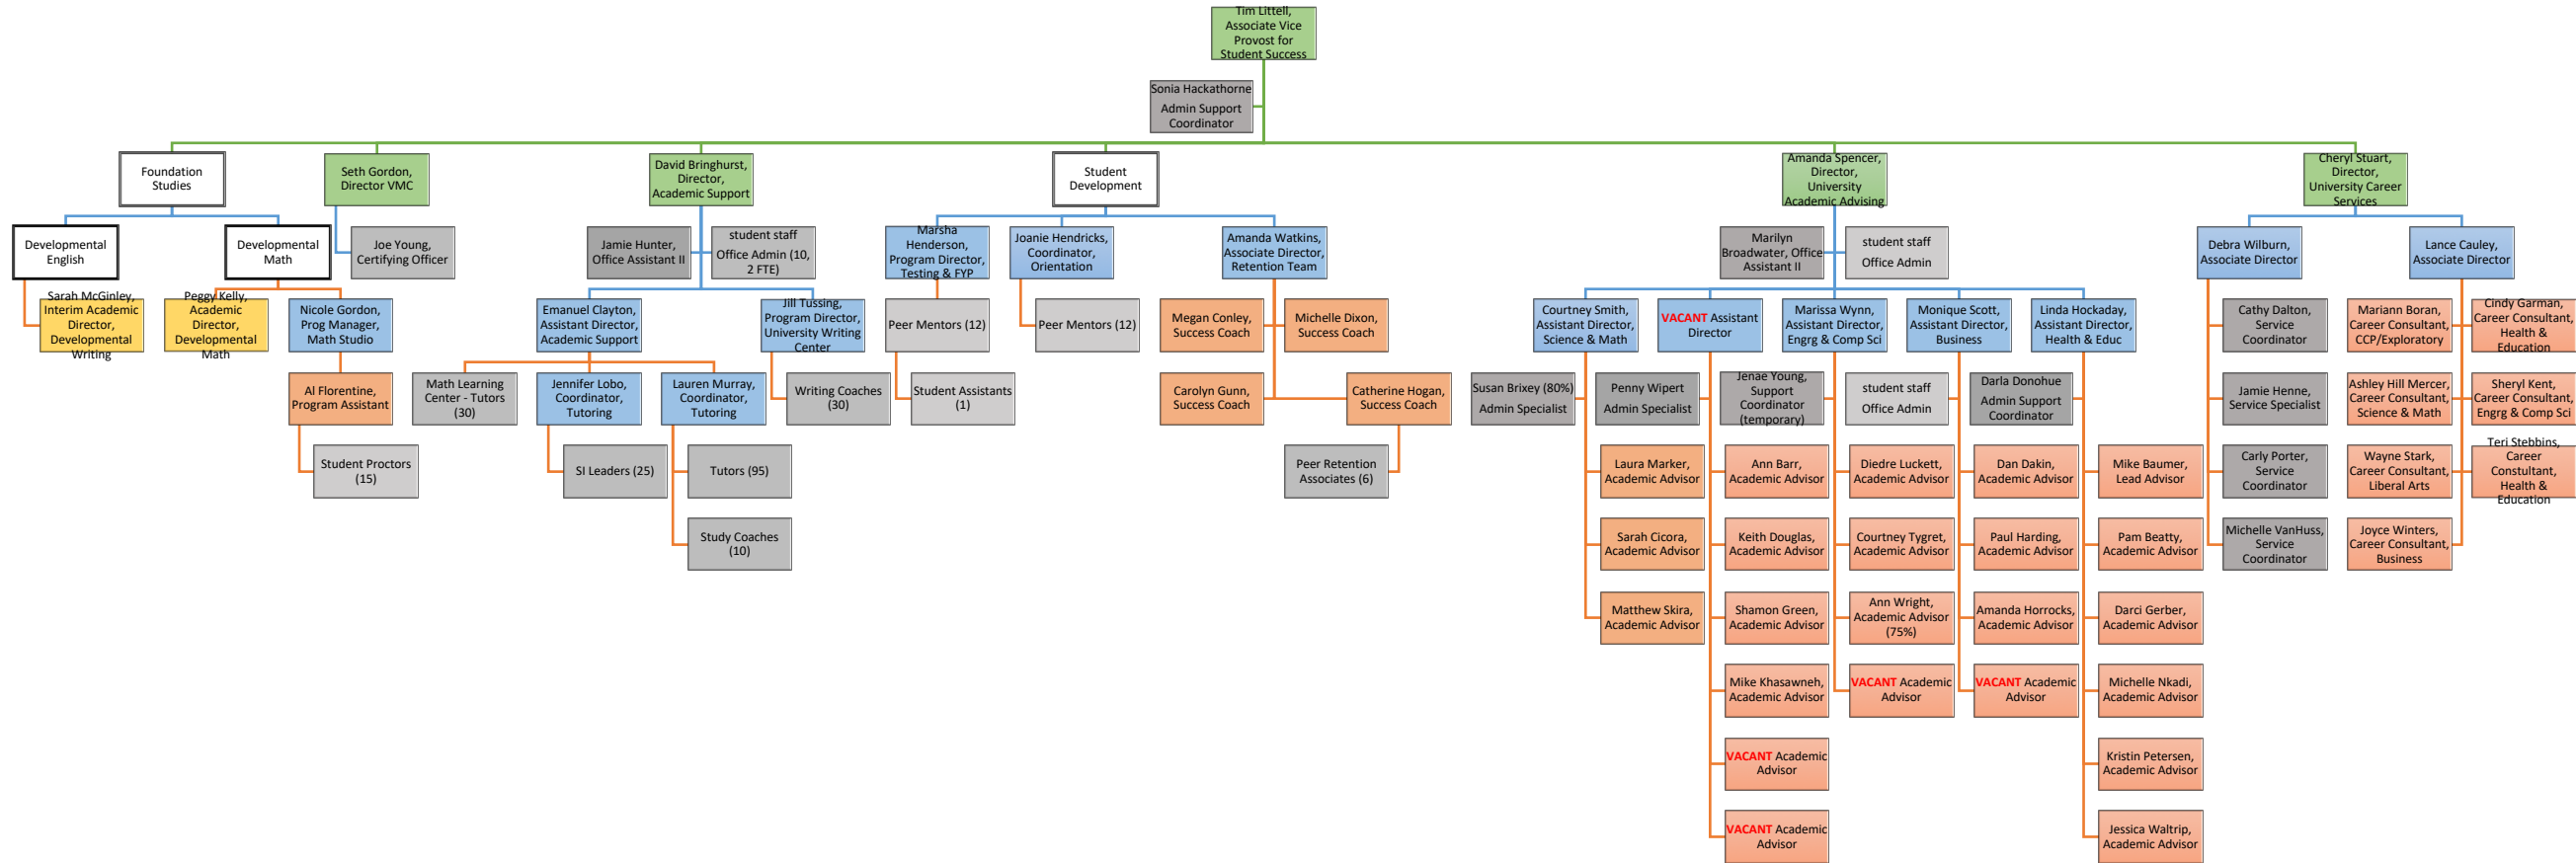 Tim Littell,
Associate Vice
Provost for
Student Success
Sonia Hackathorne
Admin Support
Coordinator
Foundation
Studies
Seth Gordon,
Director VMC
David Bringhurst,
Director,
Academic Support
Student
Development
Amanda Spencer,
Director,
University
Academic Advising
Cheryl Stuart,
Director,
University Career
Services
Developmental
English
Developmental
Math
Joe Young,
Certifying Officer
Jamie Hunter,
Office Assistant II
student staff
Office Admin (10,
2 FTE)
Marsha
Henderson,
Program Director,
Testing & FYP
Joanie Hendricks,
Coordinator,
Orientation
Amanda Watkins,
Associate Director,
Retention Team
Marilyn
Broadwater, Office
Assistant II
student staff
Office Admin
Debra Wilburn,
Associate Director
Lance Cauley,
Associate Director
Sarah McGinley,
Interim Academic
Director,
Developmental
Writing
Peggy Kelly,
Academic
Director,
Developmental
Math
Nicole Gordon,
Prog Manager,
Math Studio
Emanuel Clayton,
Assistant Director,
Academic Support
Jill Tussing,
Program Director,
University Writing
Center
Peer Mentors (12)
Peer Mentors (12)
Megan Conley,
Success Coach
Michelle Dixon,
Success Coach
Courtney Smith,
Assistant Director,
Science & Math
VACANT Assistant
Director
Marissa Wynn,
Assistant Director,
Engrg & Comp Sci
Monique Scott,
Assistant Director,
Business
Linda Hockaday,
Assistant Director,
Health & Educ
Cathy Dalton,
Service
Coordinator
Mariann Boran,
Career Consultant,
CCP/Exploratory
Cindy Garman,
Career Consultant,
Health &
Education
Al Florentine,
Program Assistant
Math Learning
Center - Tutors
(30)
Jennifer Lobo,
Coordinator,
Tutoring
Lauren Murray,
Coordinator,
Tutoring
Writing Coaches
(30)
Student Assistants
(1)
Carolyn Gunn,
Success Coach
Catherine Hogan,
Success Coach
Susan Brixey (80%)
Admin Specialist
Penny Wipert
Admin Specialist
Jenae Young,
Support
Coordinator
(temporary)
student staff
Office Admin
Darla Donohue
Admin Support
Coordinator
Jamie Henne,
Service Specialist
Ashley Hill Mercer,
Career Consultant,
Science & Math
Sheryl Kent,
Career Consultant,
Engrg & Comp Sci
Student Proctors
(15)
SI Leaders (25)
Tutors (95)
Peer Retention
Associates (6)
Laura Marker,
Academic Advisor
Ann Barr,
Academic Advisor
Diedre Luckett,
Academic Advisor
Dan Dakin,
Academic Advisor
Mike Baumer,
Lead Advisor
Carly Porter,
Service
Coordinator
Wayne Stark,
Career Consultant,
Liberal Arts
Teri Stebbins,
Career
Constultant,
Health &
Education
Study Coaches
(10)
Sarah Cicora,
Academic Advisor
Keith Douglas,
Academic Advisor
Courtney Tygret,
Academic Advisor
Paul Harding,
Academic Advisor
Pam Beatty,
Academic Advisor
Michelle VanHuss,
Service
Coordinator
Joyce Winters,
Career Consultant,
Business
Matthew Skira,
Academic Advisor
Shamon Green,
Academic Advisor
Ann Wright,
Academic Advisor
(75%)
Amanda Horrocks,
Academic Advisor
Darci Gerber,
Academic Advisor
Mike Khasawneh,
Academic Advisor
VACANT Academic
Advisor
VACANT Academic
Advisor
Michelle Nkadi,
Academic Advisor
VACANT Academic
Advisor
Kristin Petersen,
Academic Advisor
VACANT Academic
Advisor
Jessica Waltrip,
Academic Advisor